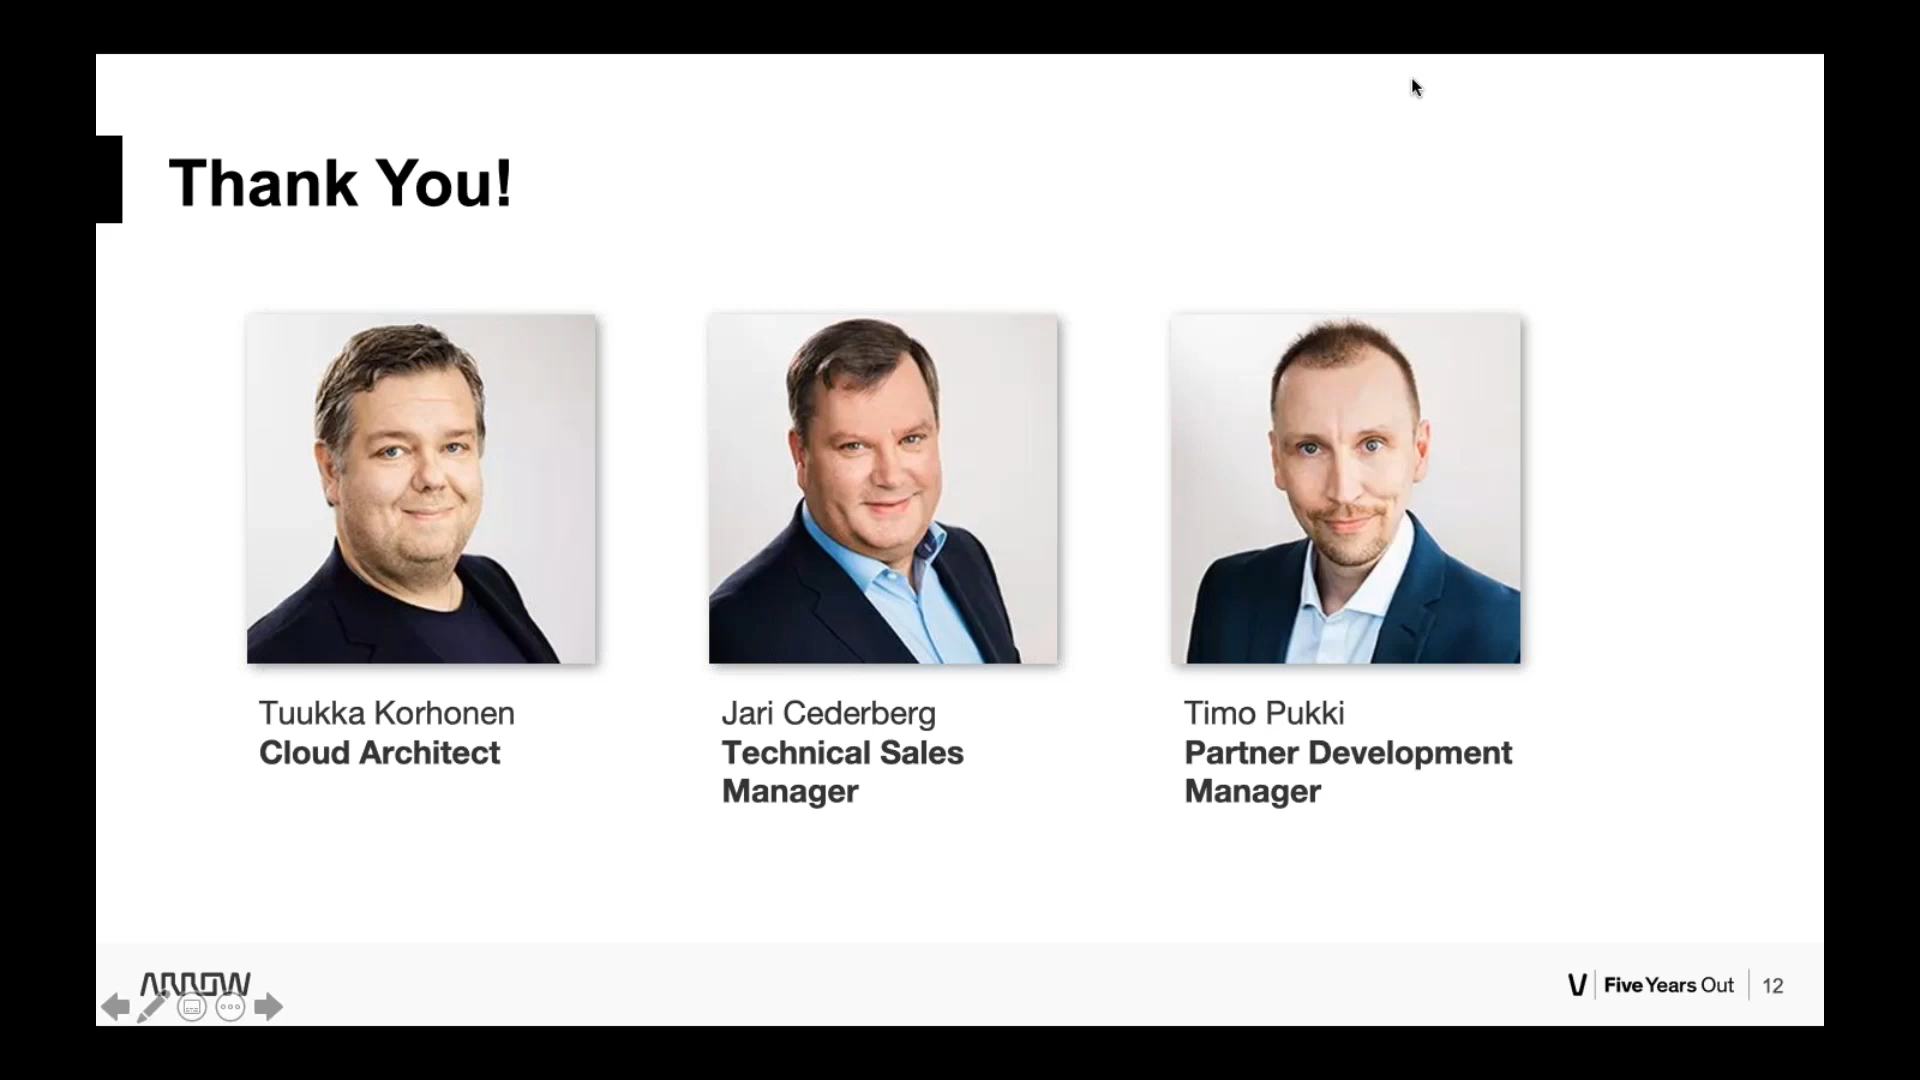 Thank You!
Tuukka Korhonen
Cloud Architect
Jari Cederberg
Technical Sales
Manager
Timo Pukki
Partner Development
Manager
ARROW
Five Years Out
12